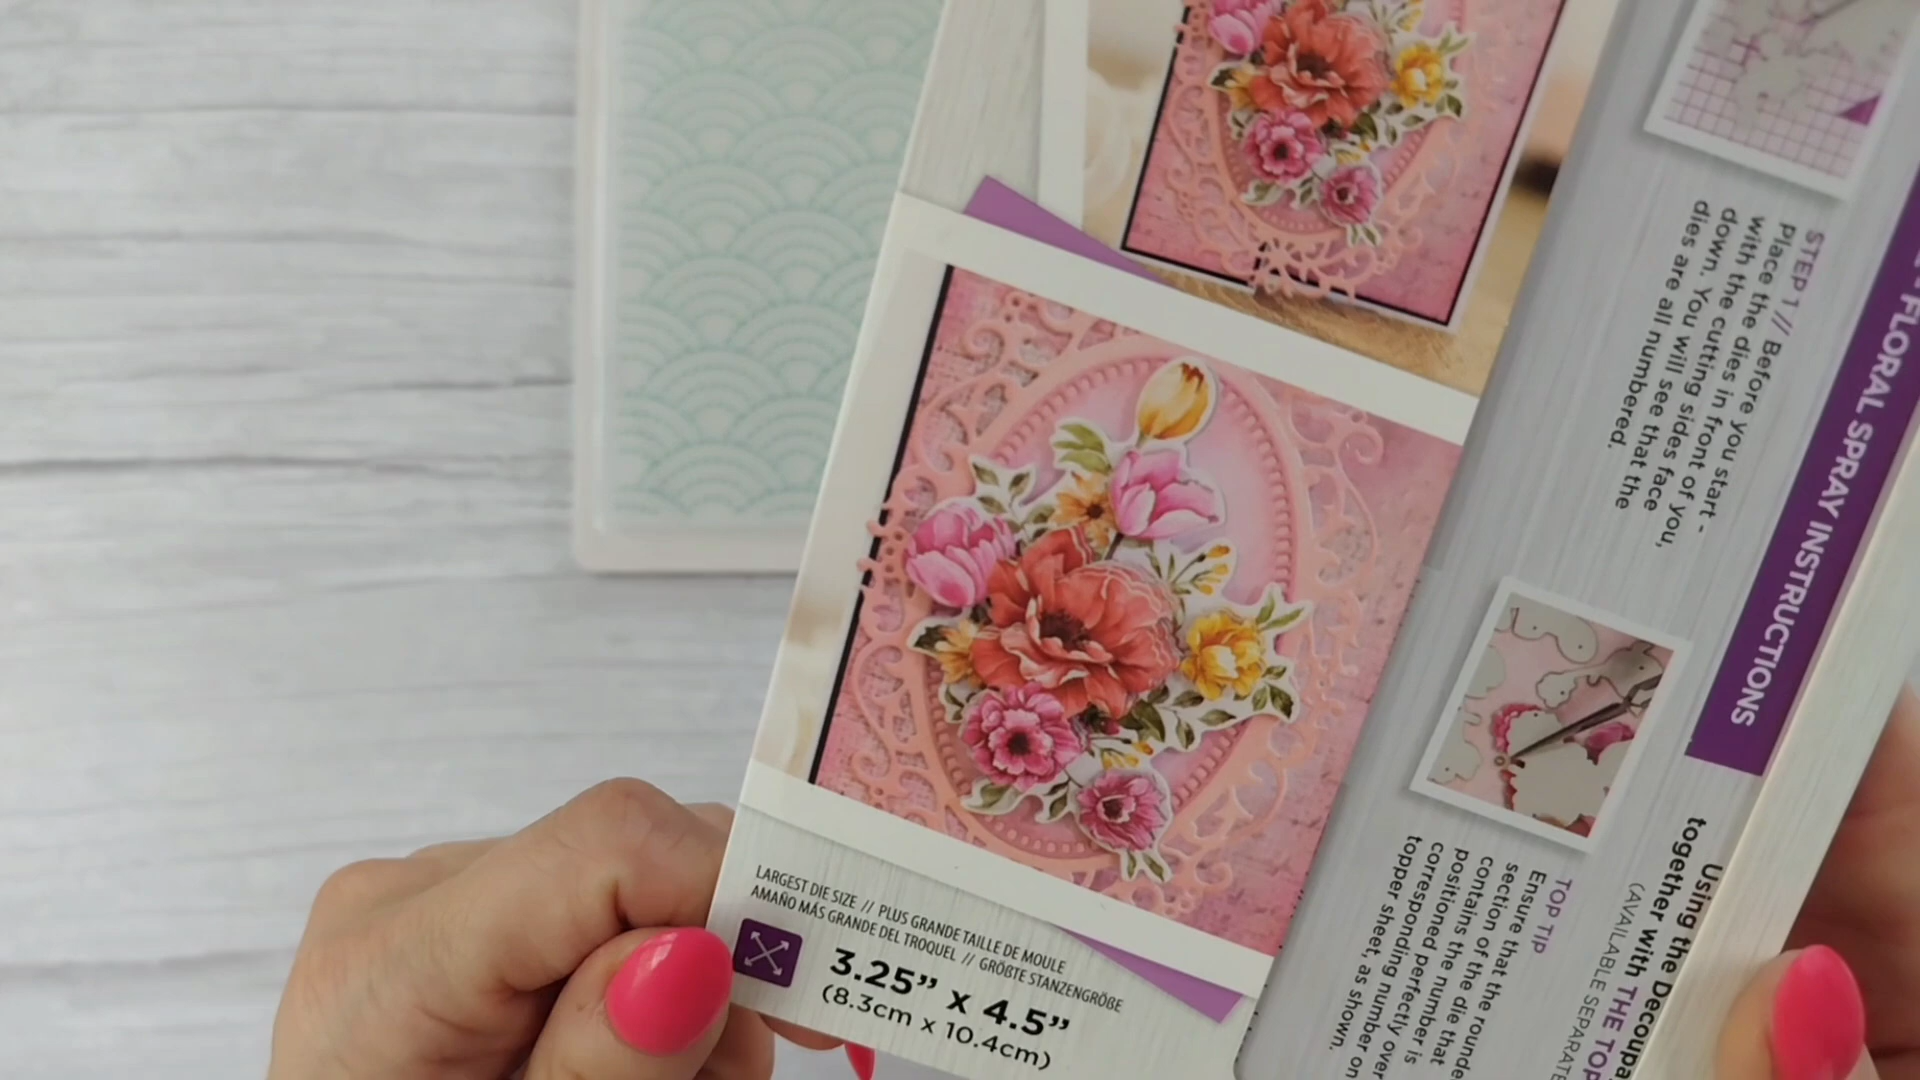 LARGEST DIE SIZE // PLUS GRANDE TAILLE DE MOULE
AMAÑO MÁS GRANDE DEL TROQUEL // GRÖßTE STANZENGRÖßE
3.25” x 4.5”
(8.3cm x 10.4cm)
FLORAL SPRAY INSTRUCTIONS
STEP 1 // Before you start -
place the dies in front of you,
with the cutting sides face
down. You will see that the
dies are all numbered.
TOP TIP
Ensure that the rounde
section of the die that
contains the number is
positioned perfectly over
corresponding number on
topper sheet, as shown.
Using the Decoupa
together with THE TOP
(AVAILABLE SEPARATE